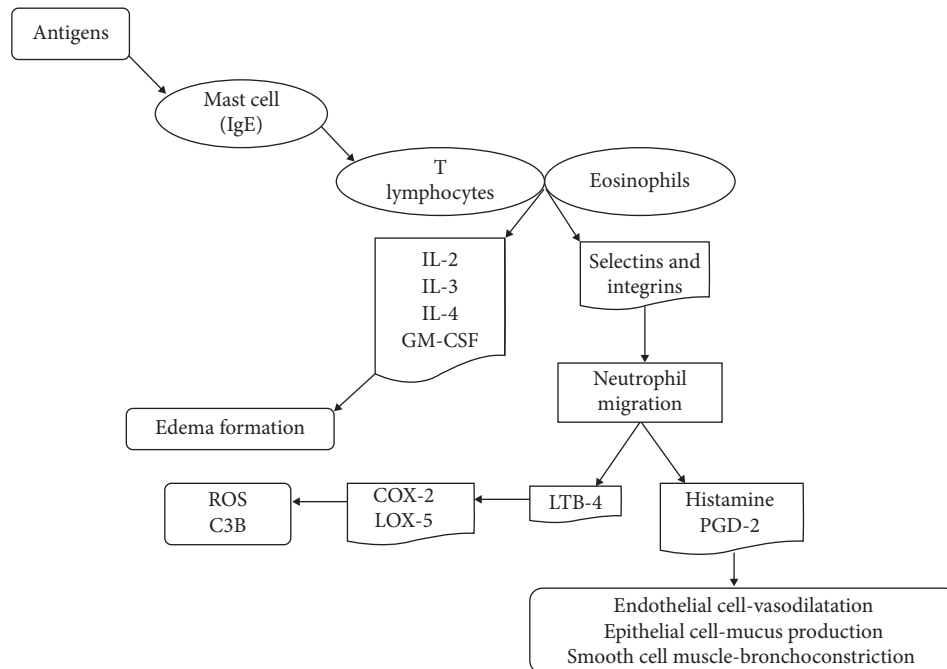 Antigens
Mast cell
(IgE)
T
lymphocytes
Eosinophils
IL-2
IL-3
IL-4
GM-CSF
Selectins and
integrins
Neutrophil
migration
Edema formation
ROS
C3B
COX-2
LOX-5
LTB-4
Histamine
PGD-2
Endothelial cell-vasodilatation
Epithelial cell-mucus production
Smooth cell muscle-bronchoconstriction